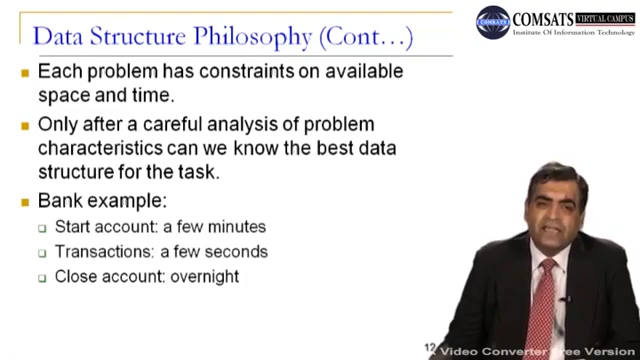 Data Structure Philosophy (Cont…)
COMSATS VIRTUAL CAMPUS
COMSATS
Institute Of Information Technology
Each problem has constraints on available
space and time.
Only after a careful analysis of problem
characteristics can we know the best data
structure for the task.
Bank example:
Start account: a few minutes
Transactions: a few seconds
Close account: overnight
12
Video Converter Free Version